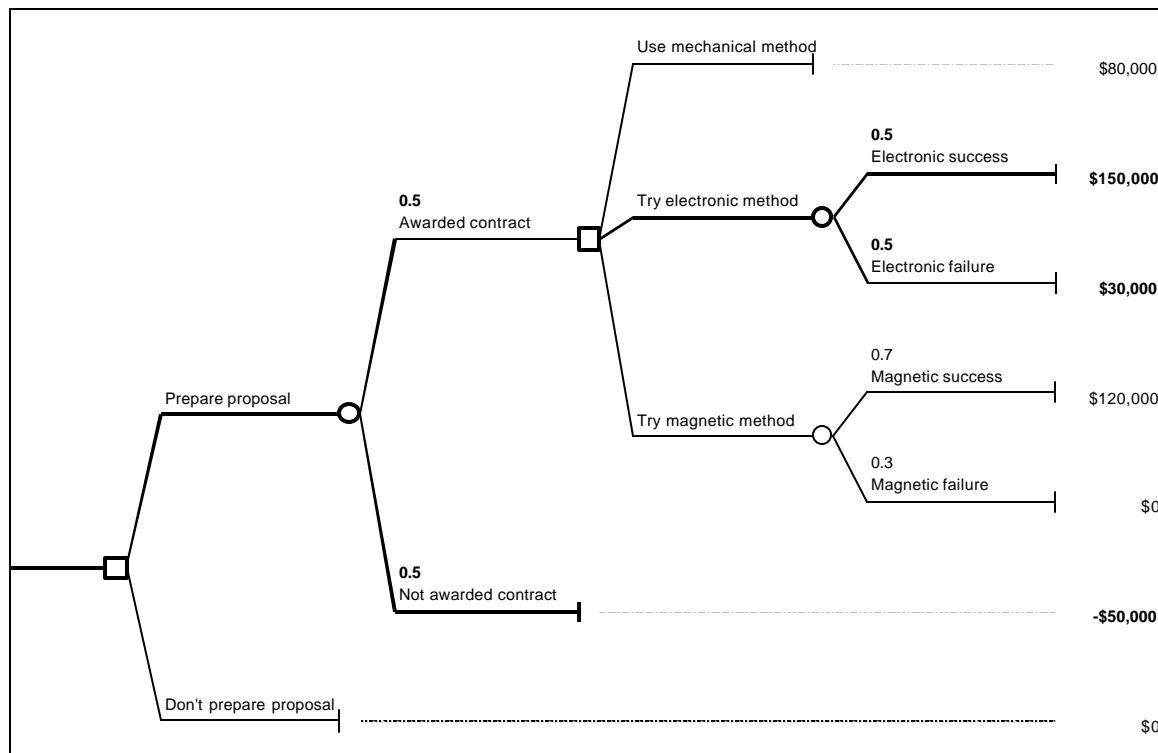 Use mechanical method
$80,000
0.5
Electronic success
$150,000
0.5
Awarded contract
Try electronic method
0.5
Electronic failure
$30,000
0.7
Magnetic success
$120,000
Prepare proposal
Try magnetic method
0.3
Magnetic failure
$0
0.5
Not awarded contract
-$50,000
Don't prepare proposal
$0